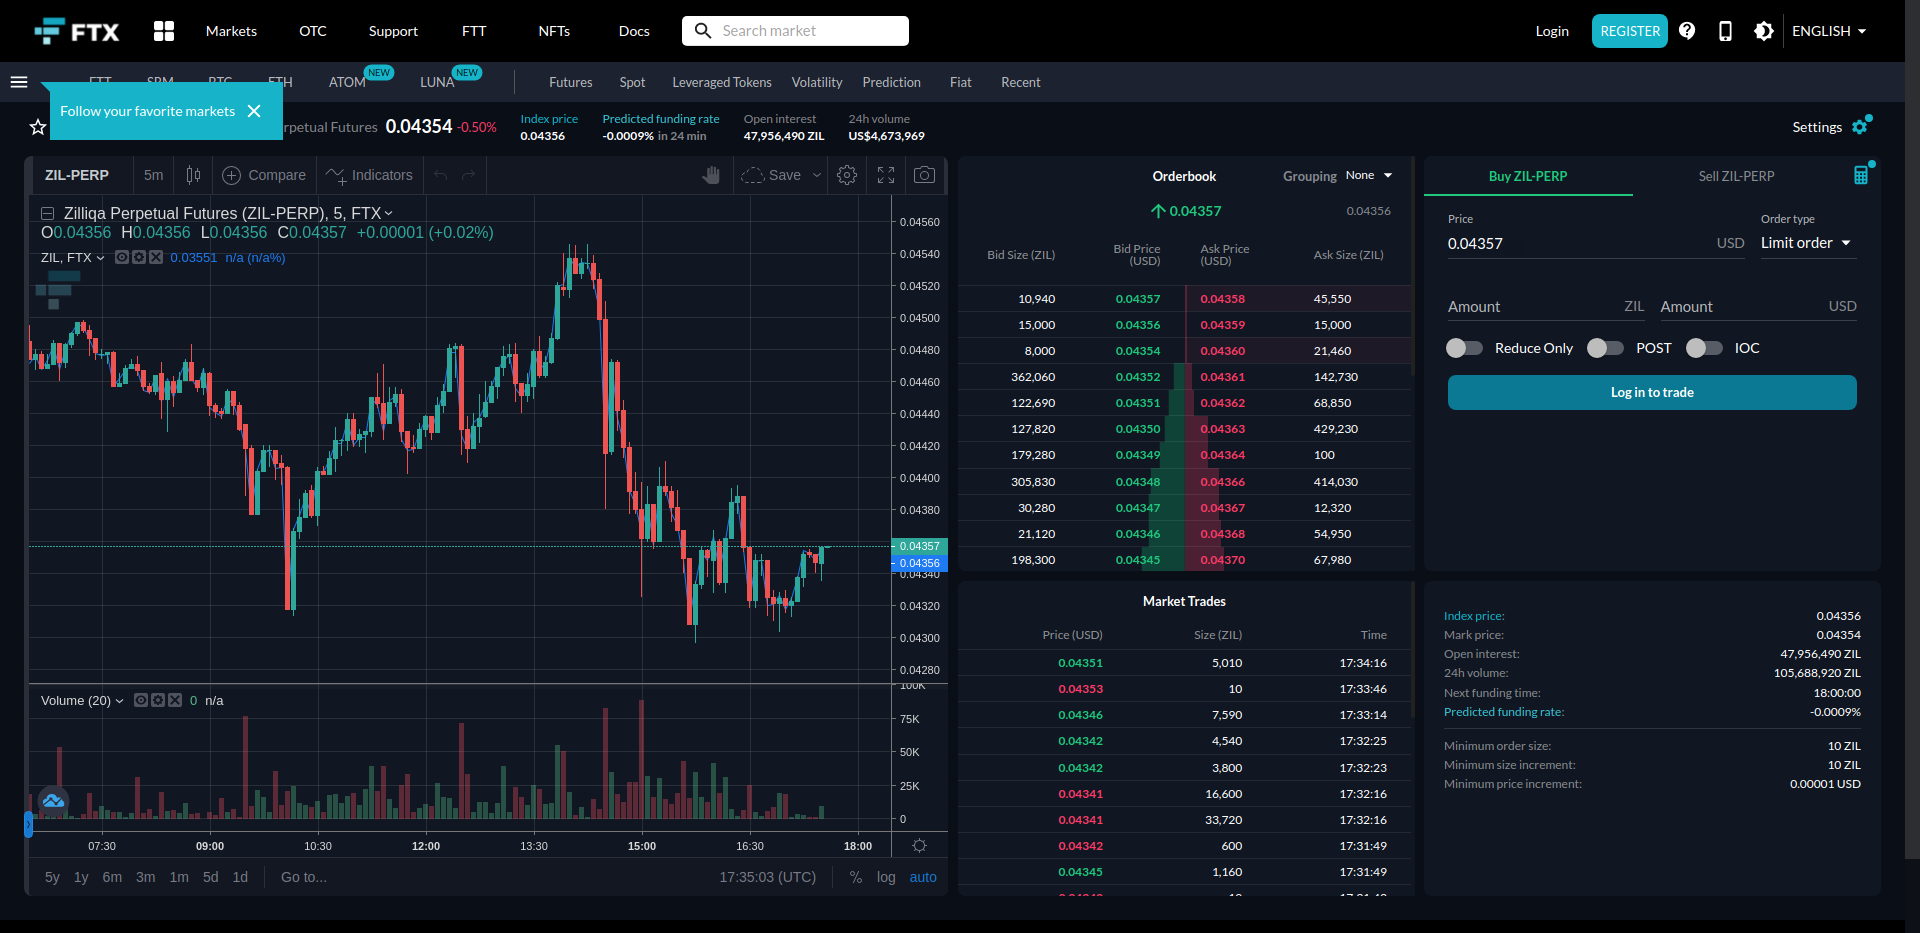 FTX
Markets
OTC
Support
FTT
NFTs
Docs
Search market
Login
REGISTER
ENGLISH
ATOM NEW
LUNA NEW
Futures
Spot
Leveraged Tokens
Volatility
Prediction
Fiat
Recent
Follow your favorite markets
Futures
0.04354
-0.50%
Index price
0.04356
Predicted funding rate
-0.0009% in 24 min
Open interest
47,956,490 ZIL
24h volume
US$4,673,969
Settings
ZIL-PERP
5m
Compare
Indicators
Save
Zilliqa Perpetual Futures (ZIL-PERP), 5, FTX
O0.04356 H0.04356 L0.04356 C0.04357 +0.00001 (+0.02%)
ZIL, FTX 0.03551 n/a (n/a%)
0.04560
0.04540
0.04520
0.04500
0.04480
0.04460
0.04440
0.04420
0.04400
0.04380
0.04357
0.04356
0.04340
0.04320
0.04300
0.04280
Volume (20) 0 n/a
100K
75K
50K
25K
0
07:30 09:00 10:30 12:00 13:30 15:00 16:30 18:00
5y 1y 6m 3m 1m 5d 1d Go to...
17:35:03 (UTC) % log auto
Orderbook
Grouping None
0.04357
0.04356
Bid Size (ZIL)
Bid Price (USD)
Ask Price (USD)
Ask Size (ZIL)
10,940 0.04357 0.04358 45,550
15,000 0.04356 0.04359 15,000
8,000 0.04354 0.04360 21,460
362,060 0.04352 0.04361 142,730
122,690 0.04351 0.04362 68,850
127,820 0.04350 0.04363 429,230
179,280 0.04349 0.04364 100
305,830 0.04348 0.04366 414,030
30,280 0.04347 0.04367 12,320
21,120 0.04346 0.04368 54,950
198,300 0.04345 0.04370 67,980
Market Trades
Price (USD) Size (ZIL) Time
0.04351 5,010 17:34:16
0.04353 10 17:33:46
0.04346 7,590 17:33:14
0.04342 4,540 17:32:25
0.04342 3,800 17:32:23
0.04341 16,600 17:32:16
0.04341 33,720 17:32:16
0.04342 600 17:31:49
0.04345 1,160 17:31:49
Buy ZIL-PERP
Sell ZIL-PERP
Price
0.04357 USD
Order type
Limit order
Amount ZIL
Amount USD
Reduce Only
POST
IOC
Log in to trade
Index price: 0.04356
Mark price: 0.04354
Open interest: 47,956,490 ZIL
24h volume: 105,688,920 ZIL
Next funding time: 18:00:00
Predicted funding rate: -0.0009%
Minimum order size: 10 ZIL
Minimum size increment: 10 ZIL
Minimum price increment: 0.00001 USD